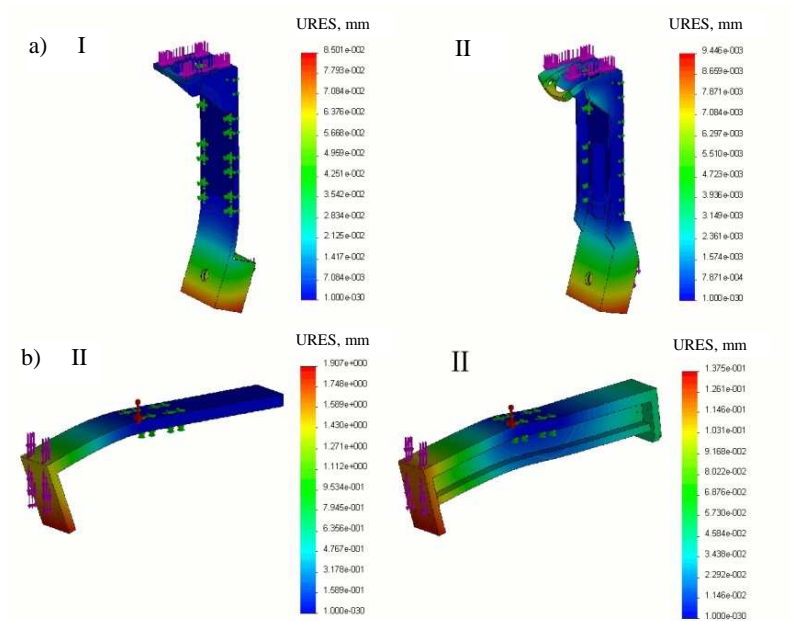 a) I
URES, mm
8.501e-002
7.793e-002
7.084e-002
6.376e-002
5.668e-002
4.959e-002
4.251e-002
3.542e-002
2.834e-002
2.125e-002
1.417e-002
7.084e-003
1.000e-030
II
URES, mm
9.446e-003
8.659e-003
7.871e-003
7.084e-003
6.297e-003
5.510e-003
4.723e-003
3.936e-003
3.149e-003
2.361e-003
1.574e-003
7.871e-004
1.000e-030
b) II
URES, mm
1.907e+000
1.748e+000
1.589e+000
1.430e+000
1.271e+000
1.112e+000
9.534e-001
7.945e-001
6.356e-001
4.767e-001
3.178e-001
1.589e-001
1.000e-030
II
URES, mm
1.375e-001
1.261e-001
1.146e-001
1.031e-001
9.168e-002
8.022e-002
6.876e-002
5.730e-002
4.584e-002
3.438e-002
2.292e-002
1.146e-002
1.000e-030